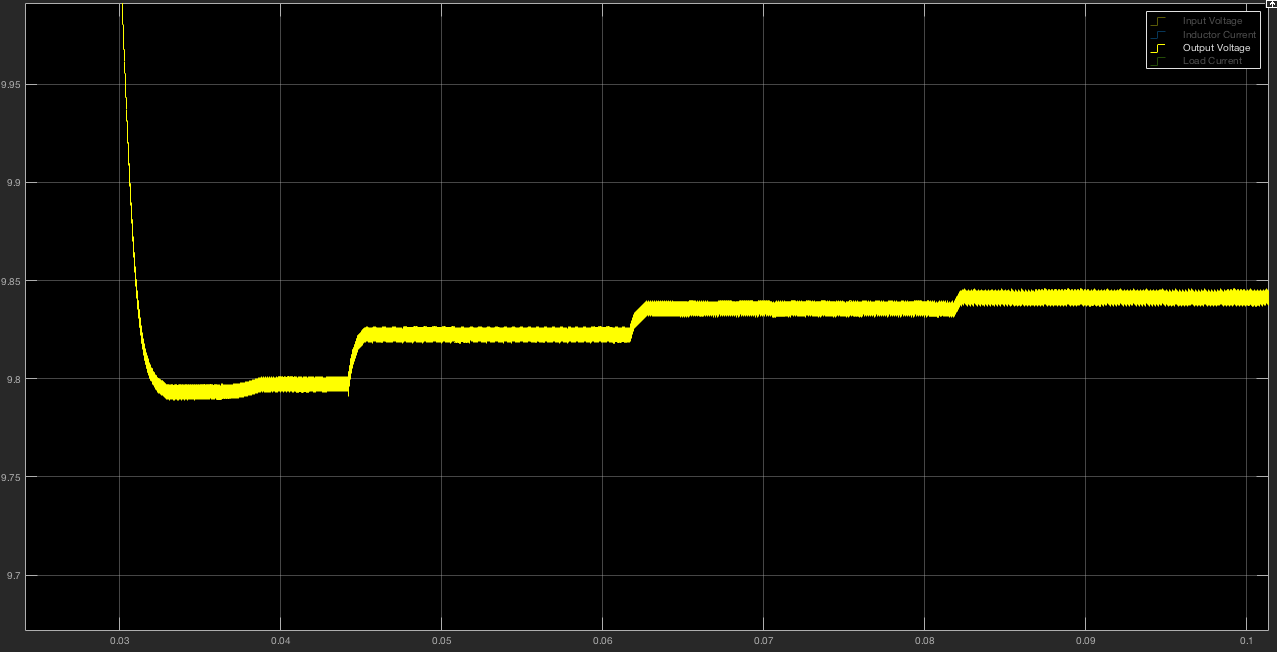 Input Voltage
Inductor Current
Output Voltage
Load Current
9.95
9.9
9.85
9.8
9.75
9.7
0.03 0.04 0.05 0.06 0.07 0.08 0.09 0.1